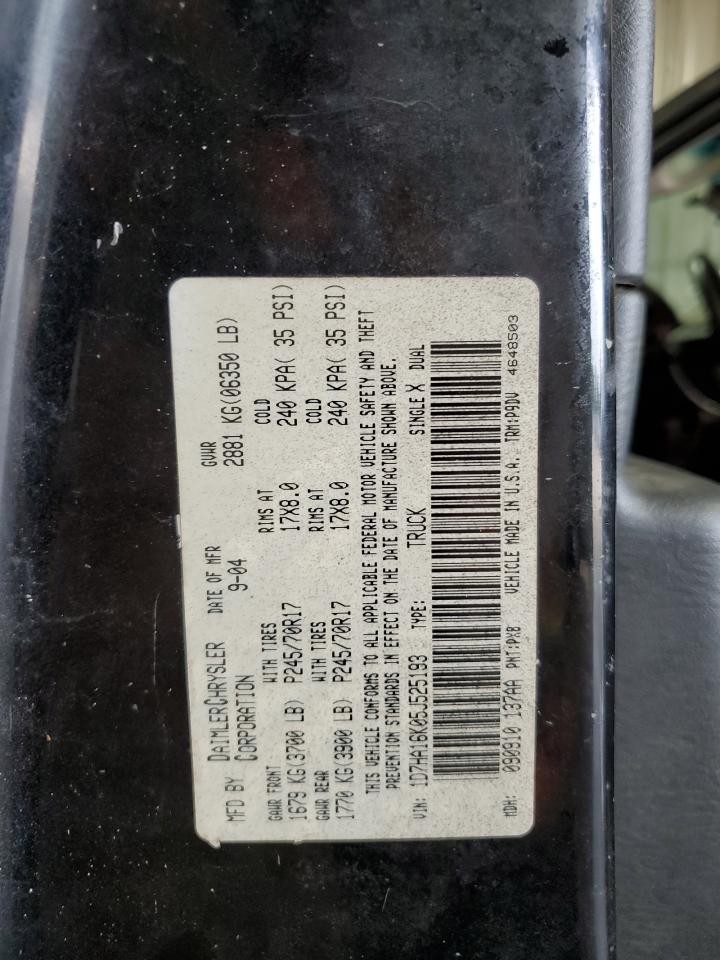 MFD BY DAIMLERCHRYSLER CORPORATION DATE OF MFR 9-04 GVWR 2881 KG(06350 LB)
GAWR FRONT WITH TIRES RIMS AT COLD
1679 KG(3700 LB) P245/70R17 17X8.0 240 KPA( 35 PSI)
GAWR REAR WITH TIRES RIMS AT COLD
1770 KG(3900 LB) P245/70R17 17X8.0 240 KPA( 35 PSI)
THIS VEHICLE CONFORMS TO ALL APPLICABLE FEDERAL MOTOR VEHICLE SAFETY AND THEFT
PREVENTION STANDARDS IN EFFECT ON THE DATE OF MANUFACTURE SHOWN ABOVE.
VIN: 1D7HA16K05J525193 TYPE: TRUCK SINGLE X DUAL
MDH: 090910 137AA PNT:PX8 VEHICLE MADE IN U.S.A. TRM:P9DV 4648503